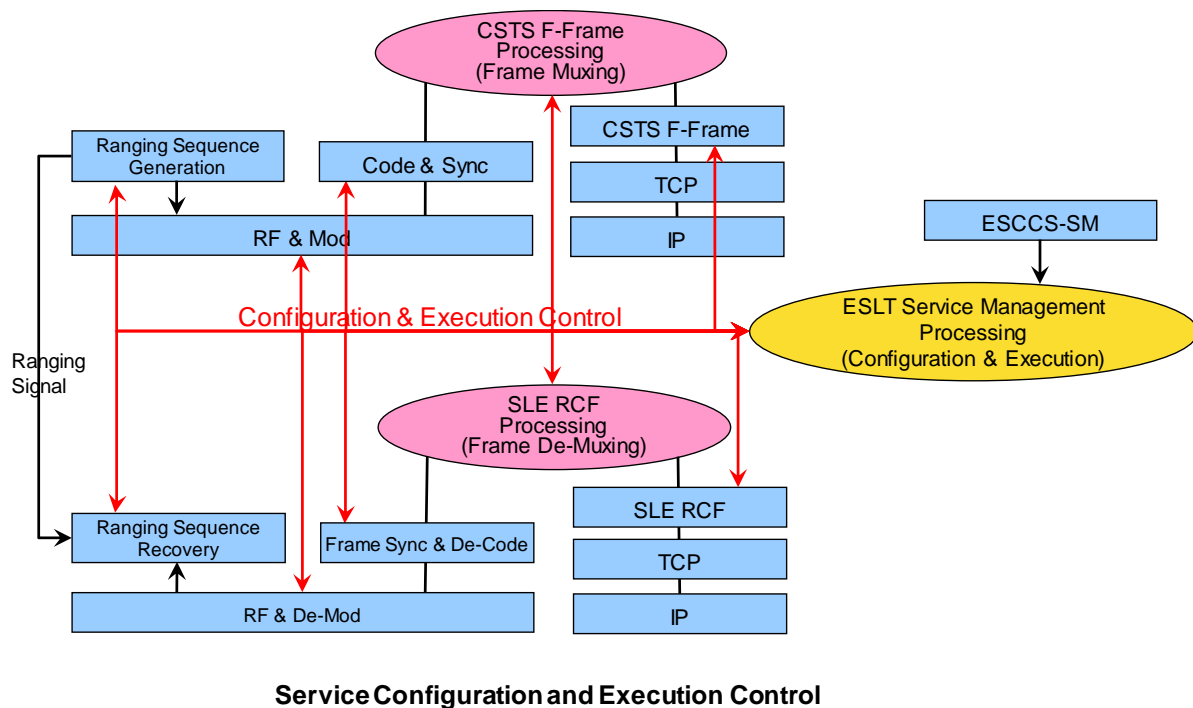 CSTS F-Frame
Processing
(Frame Muxing)
CSTS F-Frame
Ranging Sequence
Generation
Code & Sync
TCP
RF & Mod
IP
ESCCS-SM
Configuration & Execution Control
ESLT Service Management
Processing
(Configuration & Execution)
Ranging
Signal
SLE RCF
Processing
(Frame De-Muxing)
SLE RCF
Ranging Sequence
Recovery
Frame Sync & De-Code
TCP
RF & De-Mod
IP
Service Configuration and Execution Control